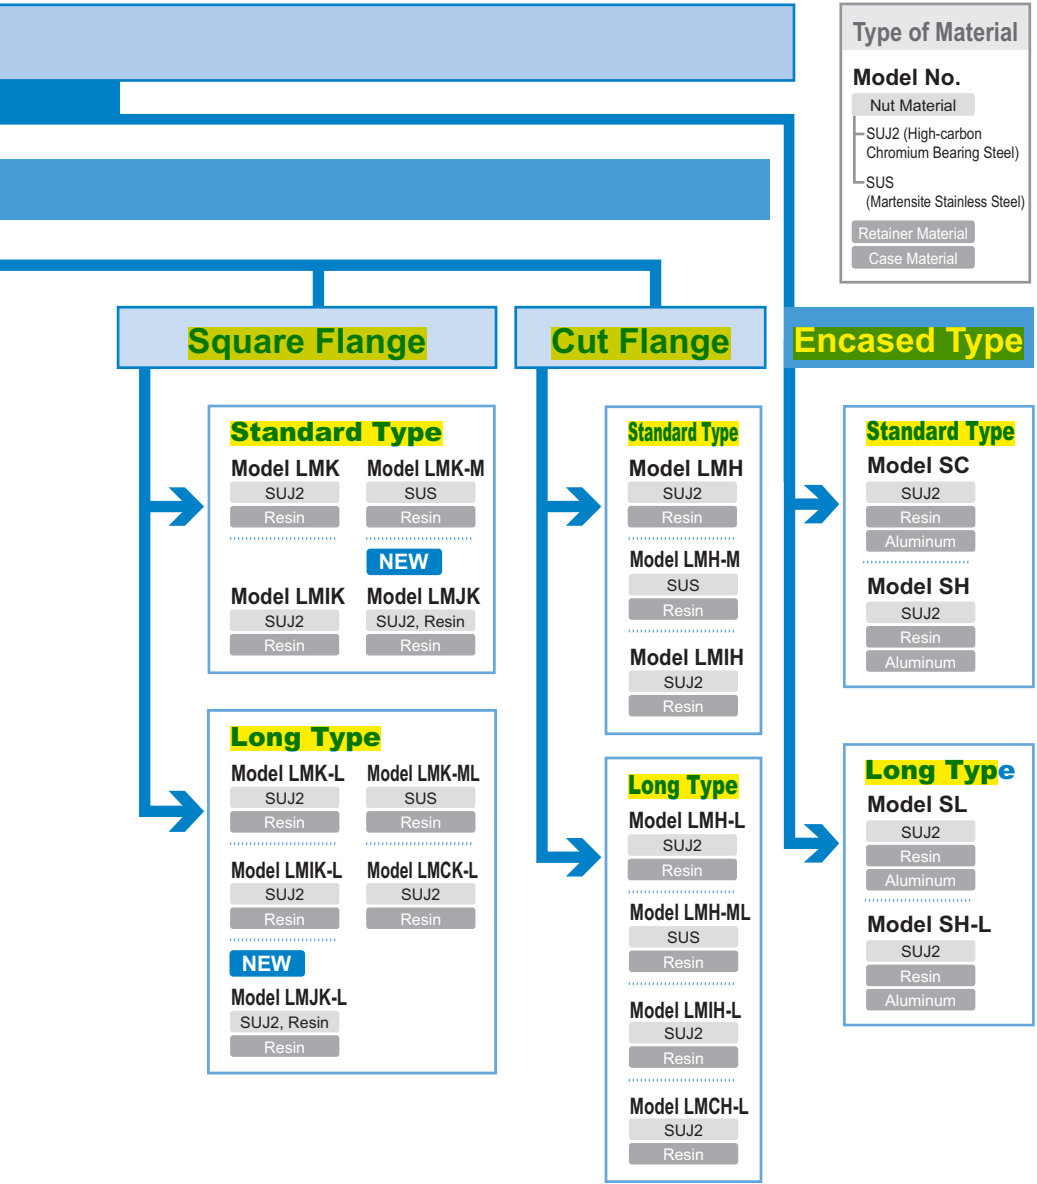 Type of Material
Model No.
Nut Material
SUJ2 (High-carbon
Chromium Bearing Steel)
SUS
(Martensite Stainless Steel)
Retainer Material
Case Material
Square Flange
Standard Type
Model LMK
SUJ2
Resin
Model LMK-M
SUS
Resin
Model LMIK
SUJ2
Resin
NEW
Model LMJK
SUJ2, Resin
Resin
Long Type
Model LMK-L
SUJ2
Resin
Model LMK-ML
SUS
Resin
Model LMIK-L
SUJ2
Resin
Model LMCK-L
SUJ2
Resin
NEW
Model LMJK-L
SUJ2, Resin
Resin
Cut Flange
Standard Type
Model LMH
SUJ2
Resin
Model LMH-M
SUS
Resin
Model LMIH
SUJ2
Resin
Long Type
Model LMH-L
SUJ2
Resin
Model LMH-ML
SUS
Resin
Model LMIH-L
SUJ2
Resin
Model LMCH-L
SUJ2
Resin
Encased Type
Standard Type
Model SC
SUJ2
Resin
Aluminum
Model SH
SUJ2
Resin
Aluminum
Long Type
Model SL
SUJ2
Resin
Aluminum
Model SH-L
SUJ2
Resin
Aluminum